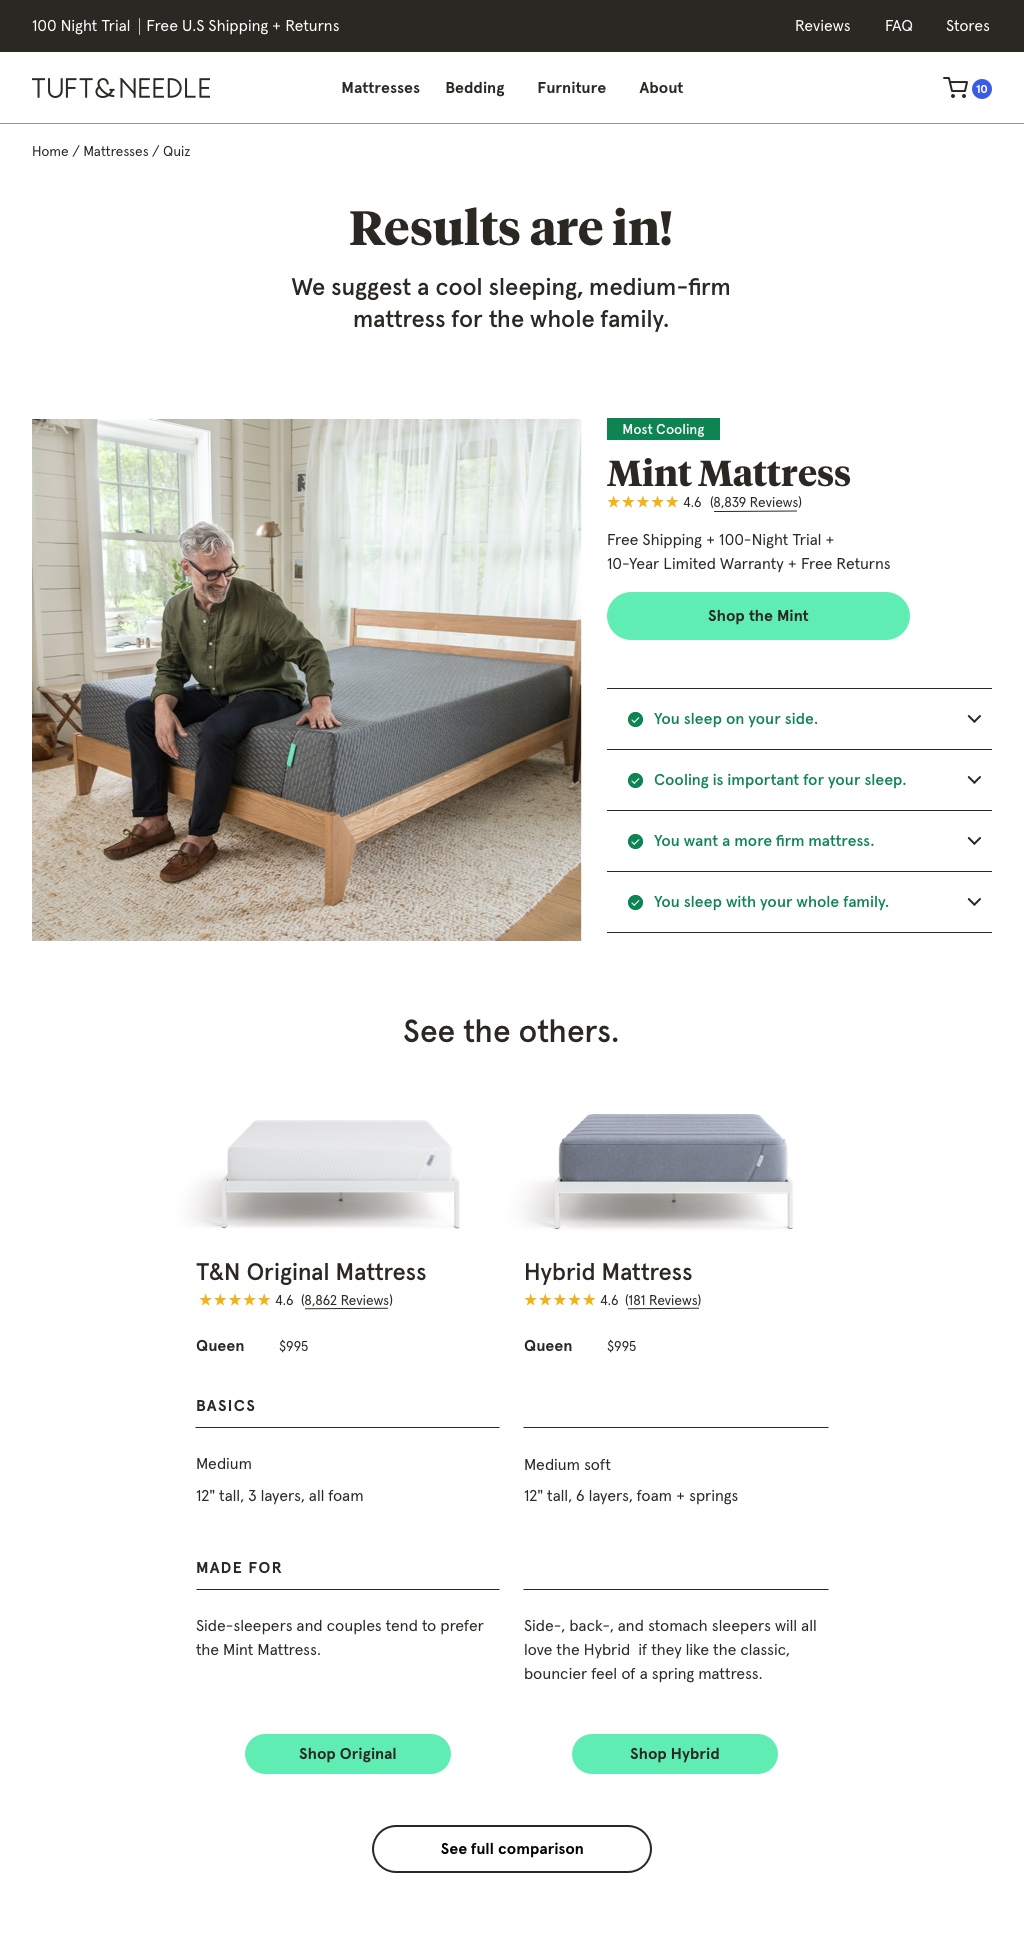 100 Night Trial | Free U.S Shipping + Returns
Reviews FAQ Stores
TUFT&NEEDLE
Mattresses Bedding Furniture About
10
Home / Mattresses / Quiz
Results are in!
We suggest a cool sleeping, medium-firm
mattress for the whole family.
Most Cooling
Mint Mattress
4.6 (8,839 Reviews)
Free Shipping + 100-Night Trial +
10-Year Limited Warranty + Free Returns
Shop the Mint
You sleep on your side.
Cooling is important for your sleep.
You want a more firm mattress.
You sleep with your whole family.
See the others.
T&N Original Mattress
4.6 (8,862 Reviews)
Queen $995
BASICS
Medium
12" tall, 3 layers, all foam
MADE FOR
Side-sleepers and couples tend to prefer
the Mint Mattress.
Shop Original
Hybrid Mattress
4.6 (181 Reviews)
Queen $995
Medium soft
12" tall, 6 layers, foam + springs
Side-, back-, and stomach sleepers will all
love the Hybrid  if they like the classic,
bouncier feel of a spring mattress.
Shop Hybrid
See full comparison